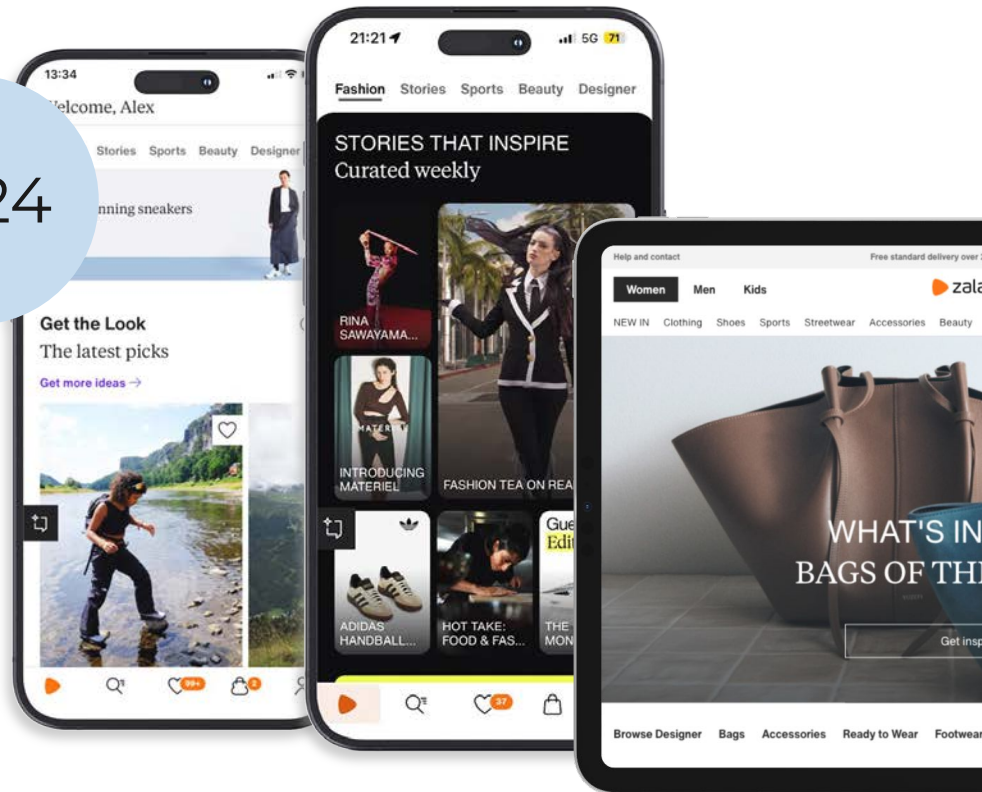 24
13:34
Welcome, Alex
Stories Sports Beauty Designer
nning sneakers
Get the Look
The latest picks
Get more ideas →
99+
2
21:21
5G 71
Fashion Stories Sports Beauty Designer
STORIES THAT INSPIRE
Curated weekly
RINA
SAWAYAMA...
MATERIEL
INTRODUCING
MATERIEL
FASHION TEA ON REA
ADIDAS
HANDBALL...
HOT TAKE:
FOOD & FAS...
Gue
Edit
THE
MON
37
Help and contact
Free standard delivery over 2
Women Men Kids
zala
NEW IN Clothing Shoes Sports Streetwear Accessories Beauty
WHAT'S IN
BAGS OF THE
Get insp
Browse Designer Bags Accessories Ready to Wear Footwear